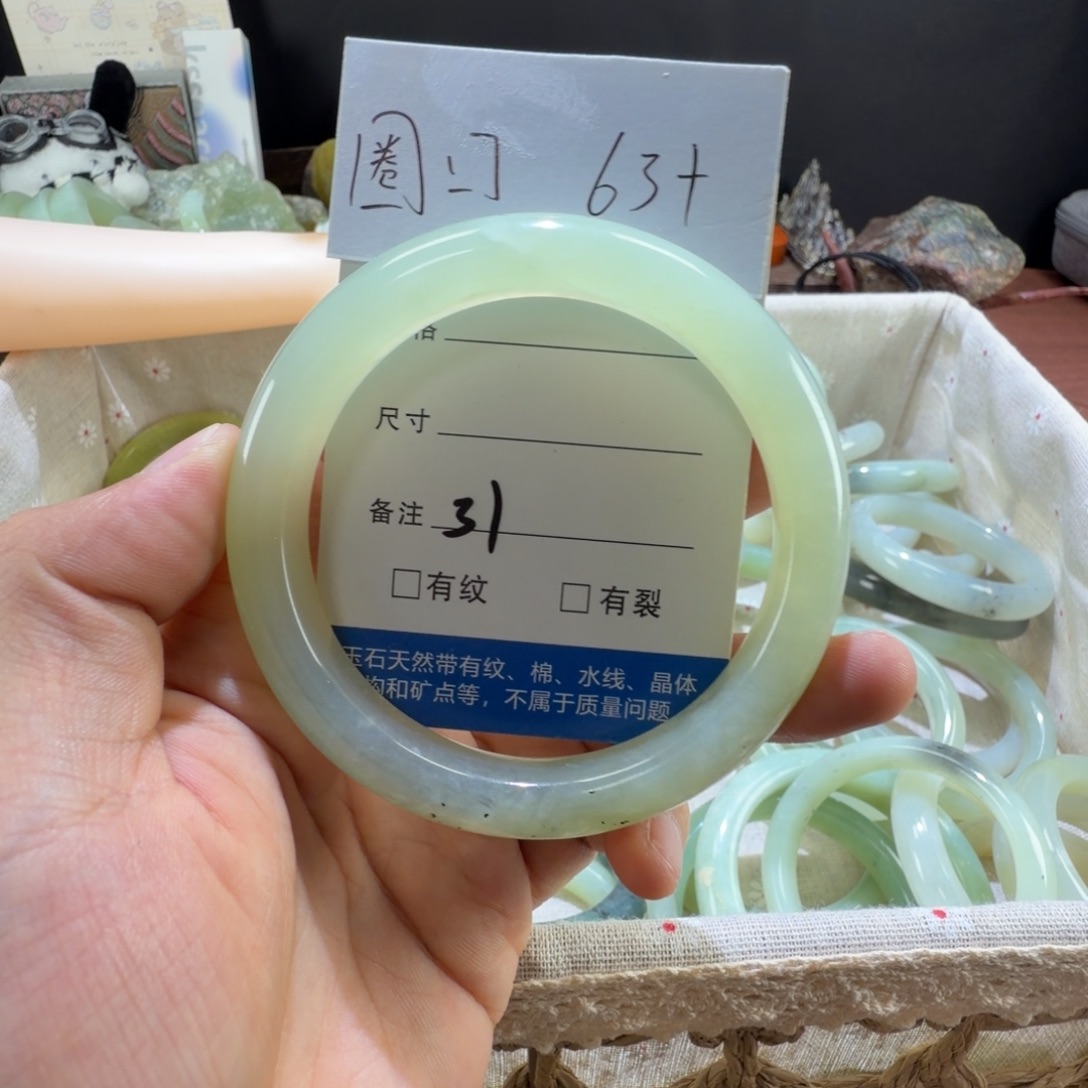 圈口 63+
格
尺寸
备注 31
□有纹 □有裂
玉石天然带有纹、棉、水线、晶体
构和矿点等，不属于质量问题